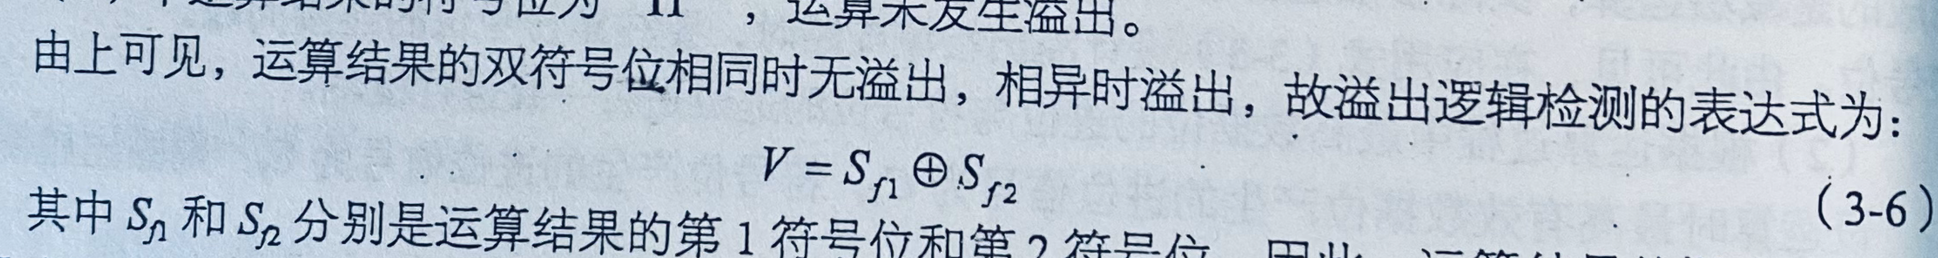 运算结果的符号位为“11”，运算未发生溢出。
由上可见，运算结果的双符号位相同时无溢出，相异时溢出，故溢出逻辑检测的表达式为：
V = S_{f1} ⊕ S_{f2} （3-6）
其中 S_{f1} 和 S_{f2} 分别是运算结果的第 1 符号位和第 2 符号位。因此，运算结果的